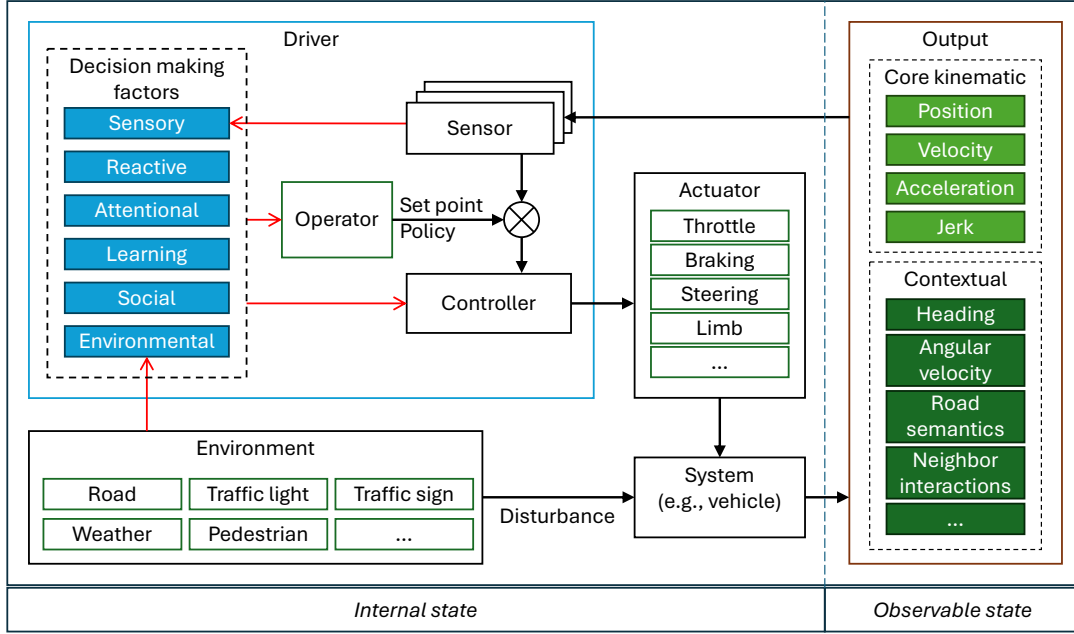 Driver
Decision making
factors
Sensory
Reactive
Attentional
Learning
Social
Environmental
Sensor
Operator
Set point
Policy
Controller
Actuator
Throttle
Braking
Steering
Limb
...
Environment
Road
Traffic light
Traffic sign
Weather
Pedestrian
...
Disturbance
System
(e.g., vehicle)
Output
Core kinematic
Position
Velocity
Acceleration
Jerk
Contextual
Heading
Angular
velocity
Road
semantics
Neighbor
interactions
...
Internal state
Observable state